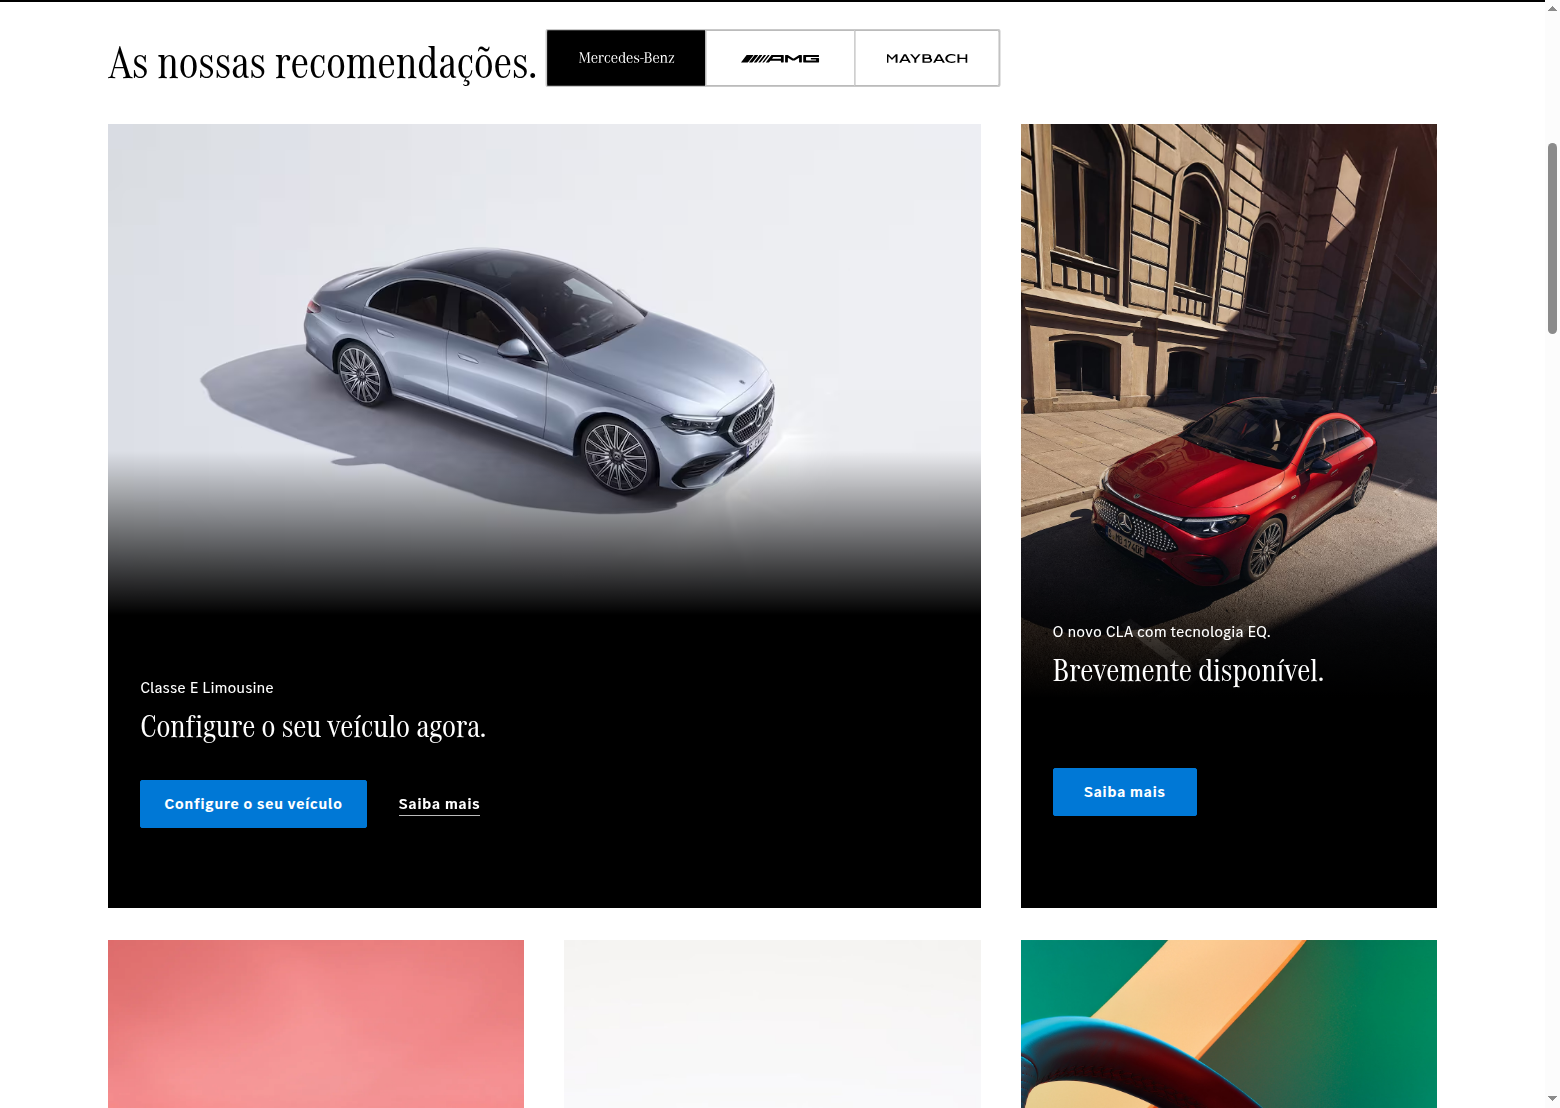 As nossas recomendações.
Mercedes-Benz
AMG
MAYBACH
Classe E Limousine
Configure o seu veículo agora.
Configure o seu veículo
Saiba mais
O novo CLA com tecnologia EQ.
Brevemente disponível.
Saiba mais